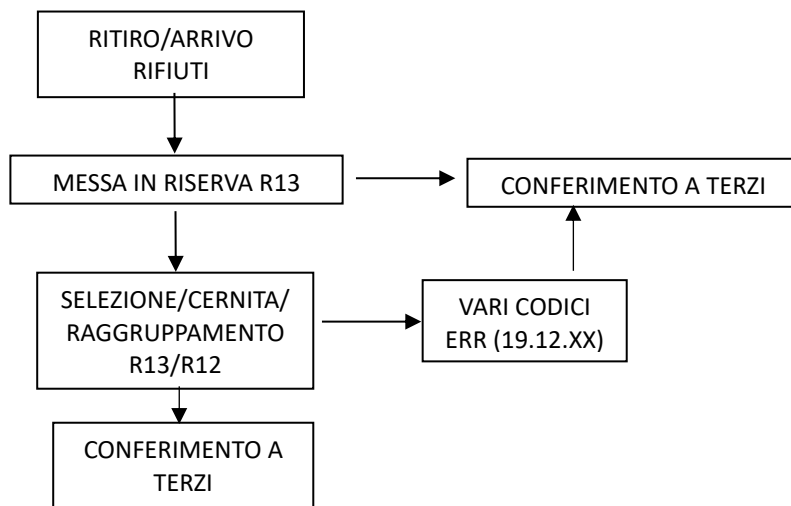 RITIRO/ARRIVO
RIFIUTI
MESSA IN RISERVA R13
CONFERIMENTO A TERZI
SELEZIONE/CERNITA/
RAGGRUPPAMENTO
R13/R12
VARI CODICI
ERR (19.12.XX)
CONFERIMENTO A
TERZI